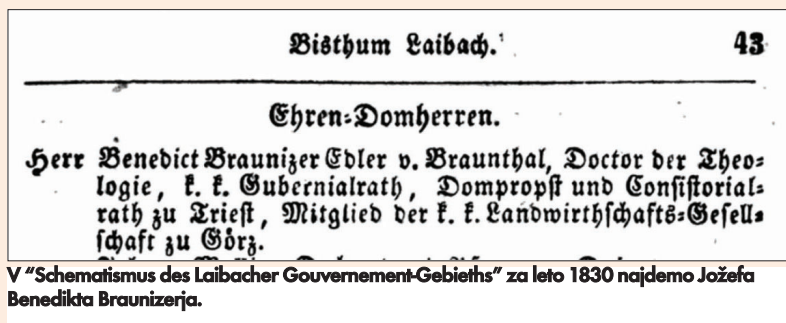 Bisthum Laibach.
43
Ehren-Domherren.
Herr Benedict Braunizer Edler v. Braunthal, Doctor der Theo-
logie, k. k. Gubernialrath, Dompropst und Consistorial-
rath zu Triest, Mitglied der k. k. Landwirthschafts-Gesell-
schaft zu Görz.
V “Schematismus des Laibacher Gouvernement-Gebieths” za leto 1830 najdemo Jožefa
Benedikta Braunizerja.